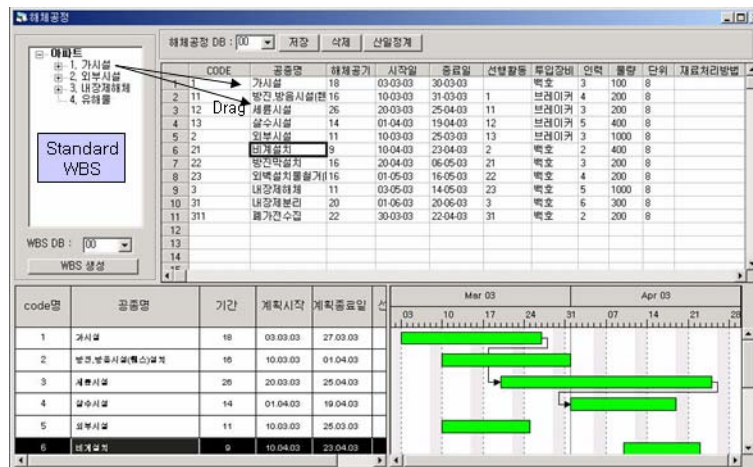 해체공정
아파트
1, 가시설
2, 외부시설
3, 내장제해체
4, 유해물
Standard
WBS
WBS DB : 00
WBS 생성
해체공정 DB : 00 저장 삭제 산일정계
CODE 공종명 해체공기 시작일 종료일 선행활동 투입장비 인력 물량 단위 재료처리방법
1 1 가시설 18 03-03-03 30-03-03 백호 3 100 8
2 11 방진,방음시설(휀 16 10-03-03 31-03-03 1 브레이커 4 200 8
3 12 세륜시설 26 20-03-03 25-04-03 11 브레이커 3 200 8
4 13 살수시설 14 01-04-03 19-04-03 12 브레이커 5 400 8
5 2 외부시설 11 10-03-03 25-03-03 13 브레이커 3 1000 8
6 21 비계설치 9 10-04-03 23-04-03 2 백호 2 400 8
7 22 방진막설치 16 20-04-03 06-05-03 21 백호 3 200 8
8 23 외벽설치물철거( 16 01-05-03 16-05-03 22 백호 4 200 8
9 3 내장제해체 11 03-05-03 14-05-03 23 백호 5 1000 8
10 31 내장제분리 20 01-06-03 20-06-03 3 백호 6 300 8
11 311 폐가전수집 22 30-03-03 22-04-03 31 백호 2 200 8
12
13
14
15
Drag
code명 공종명 기간 계획시작 계획종료일 선
1 가시설 18 03.03.03 27.03.03
2 방진,방음시설(휀스)설치 16 10.03.03 01.04.03
3 세륜시설 26 20.03.03 25.04.03
4 살수시설 14 01.04.03 19.04.03
5 외부시설 11 10.03.03 25.03.03
6 비계설치 9 10.04.03 23.04.03
Mar 03 Apr 03
03 10 17 24 31 07 14 21 28